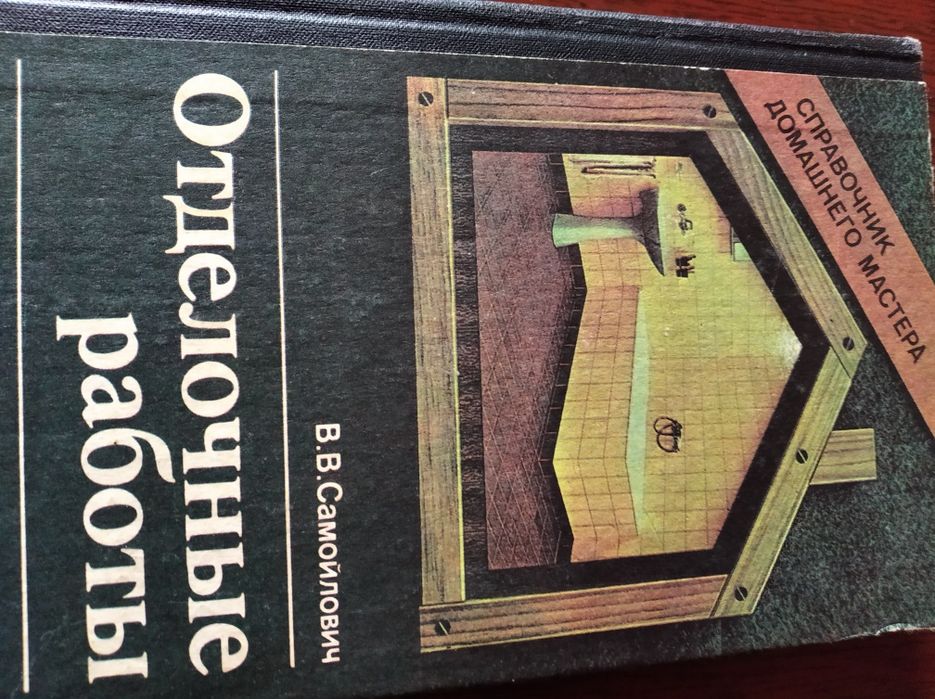 СПРАВОЧНИК
ДОМАШНЕГО МАСТЕРА
В.В.Самойлович
Отделочные
работы